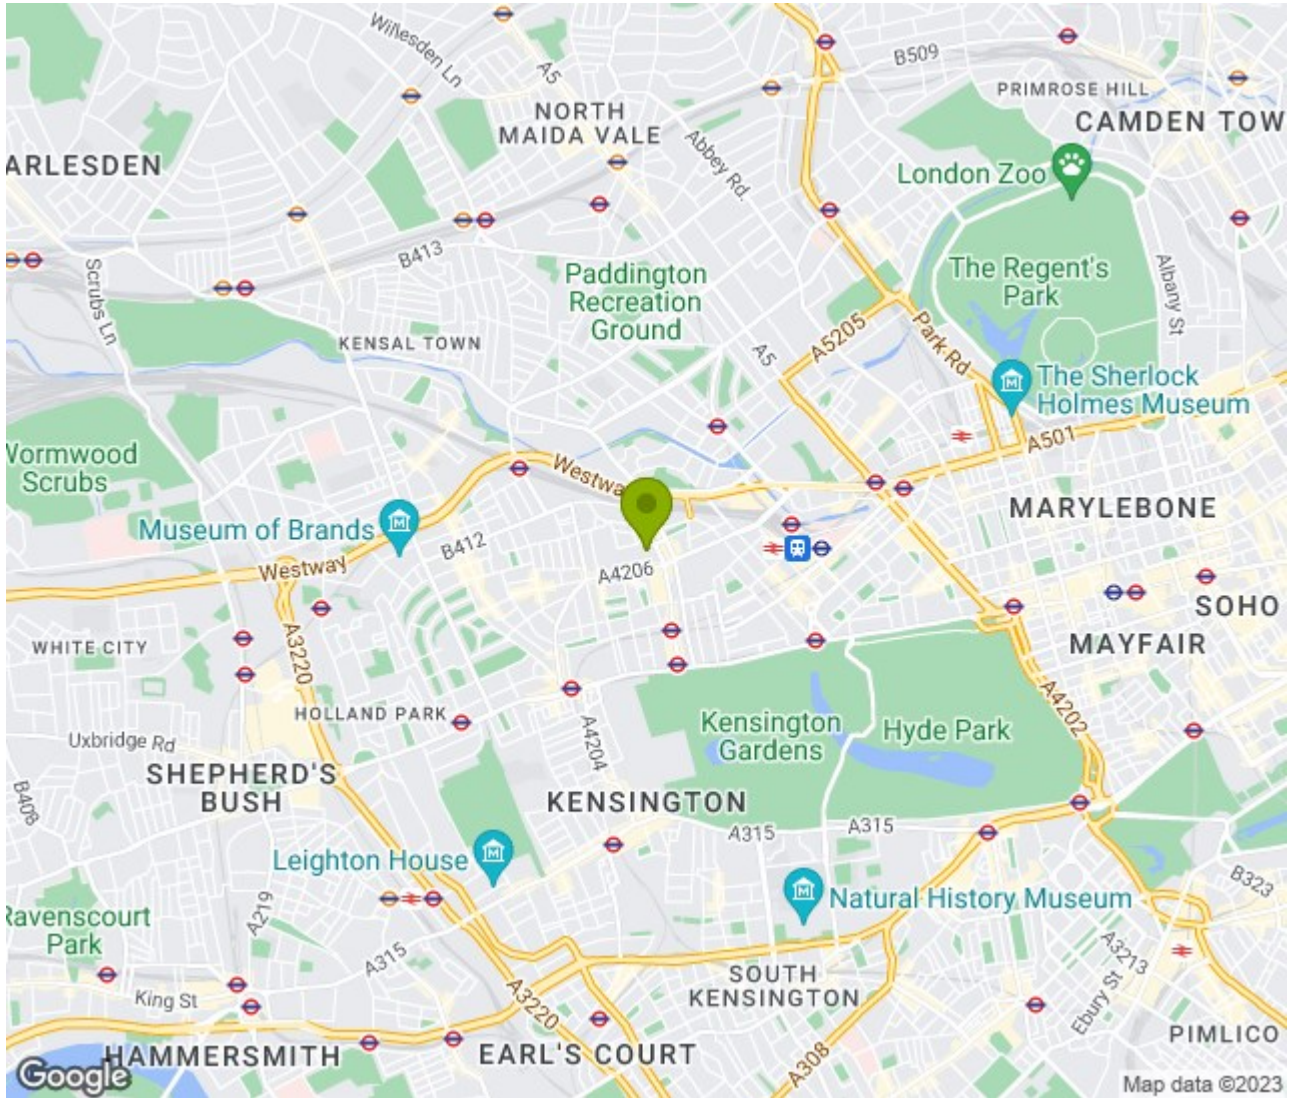 Willesden Ln
A5
B509
PRIMROSE HILL
NORTH
MAIDA VALE
CAMDEN TOW
Abbey Rd.
ARLESDEN
London Zoo
B413
Scrubs Ln
Paddington
Recreation
Ground
The Regent's
Park
Albany St
KENSAL TOWN
A5
A5205
Park Rd
The Sherlock
Holmes Museum
A501
Wormwood
Scrubs
Westway
MARYLEBONE
Museum of Brands
B412
Westway
A4206
SOHO
WHITE CITY
A3220
MAYFAIR
HOLLAND PARK
A4204
Kensington
Gardens
Hyde Park
A4202
Uxbridge Rd
SHEPHERD'S
BUSH
B408
KENSINGTON
A315
A315
Leighton House
B323
Natural History Museum
A219
Ravenscourt
Park
A315
A3213
SOUTH
KENSINGTON
King St
A3220
Ebury St
PIMLICO
HAMMERSMITH
EARL'S COURT
A308
Google
Map data ©2023